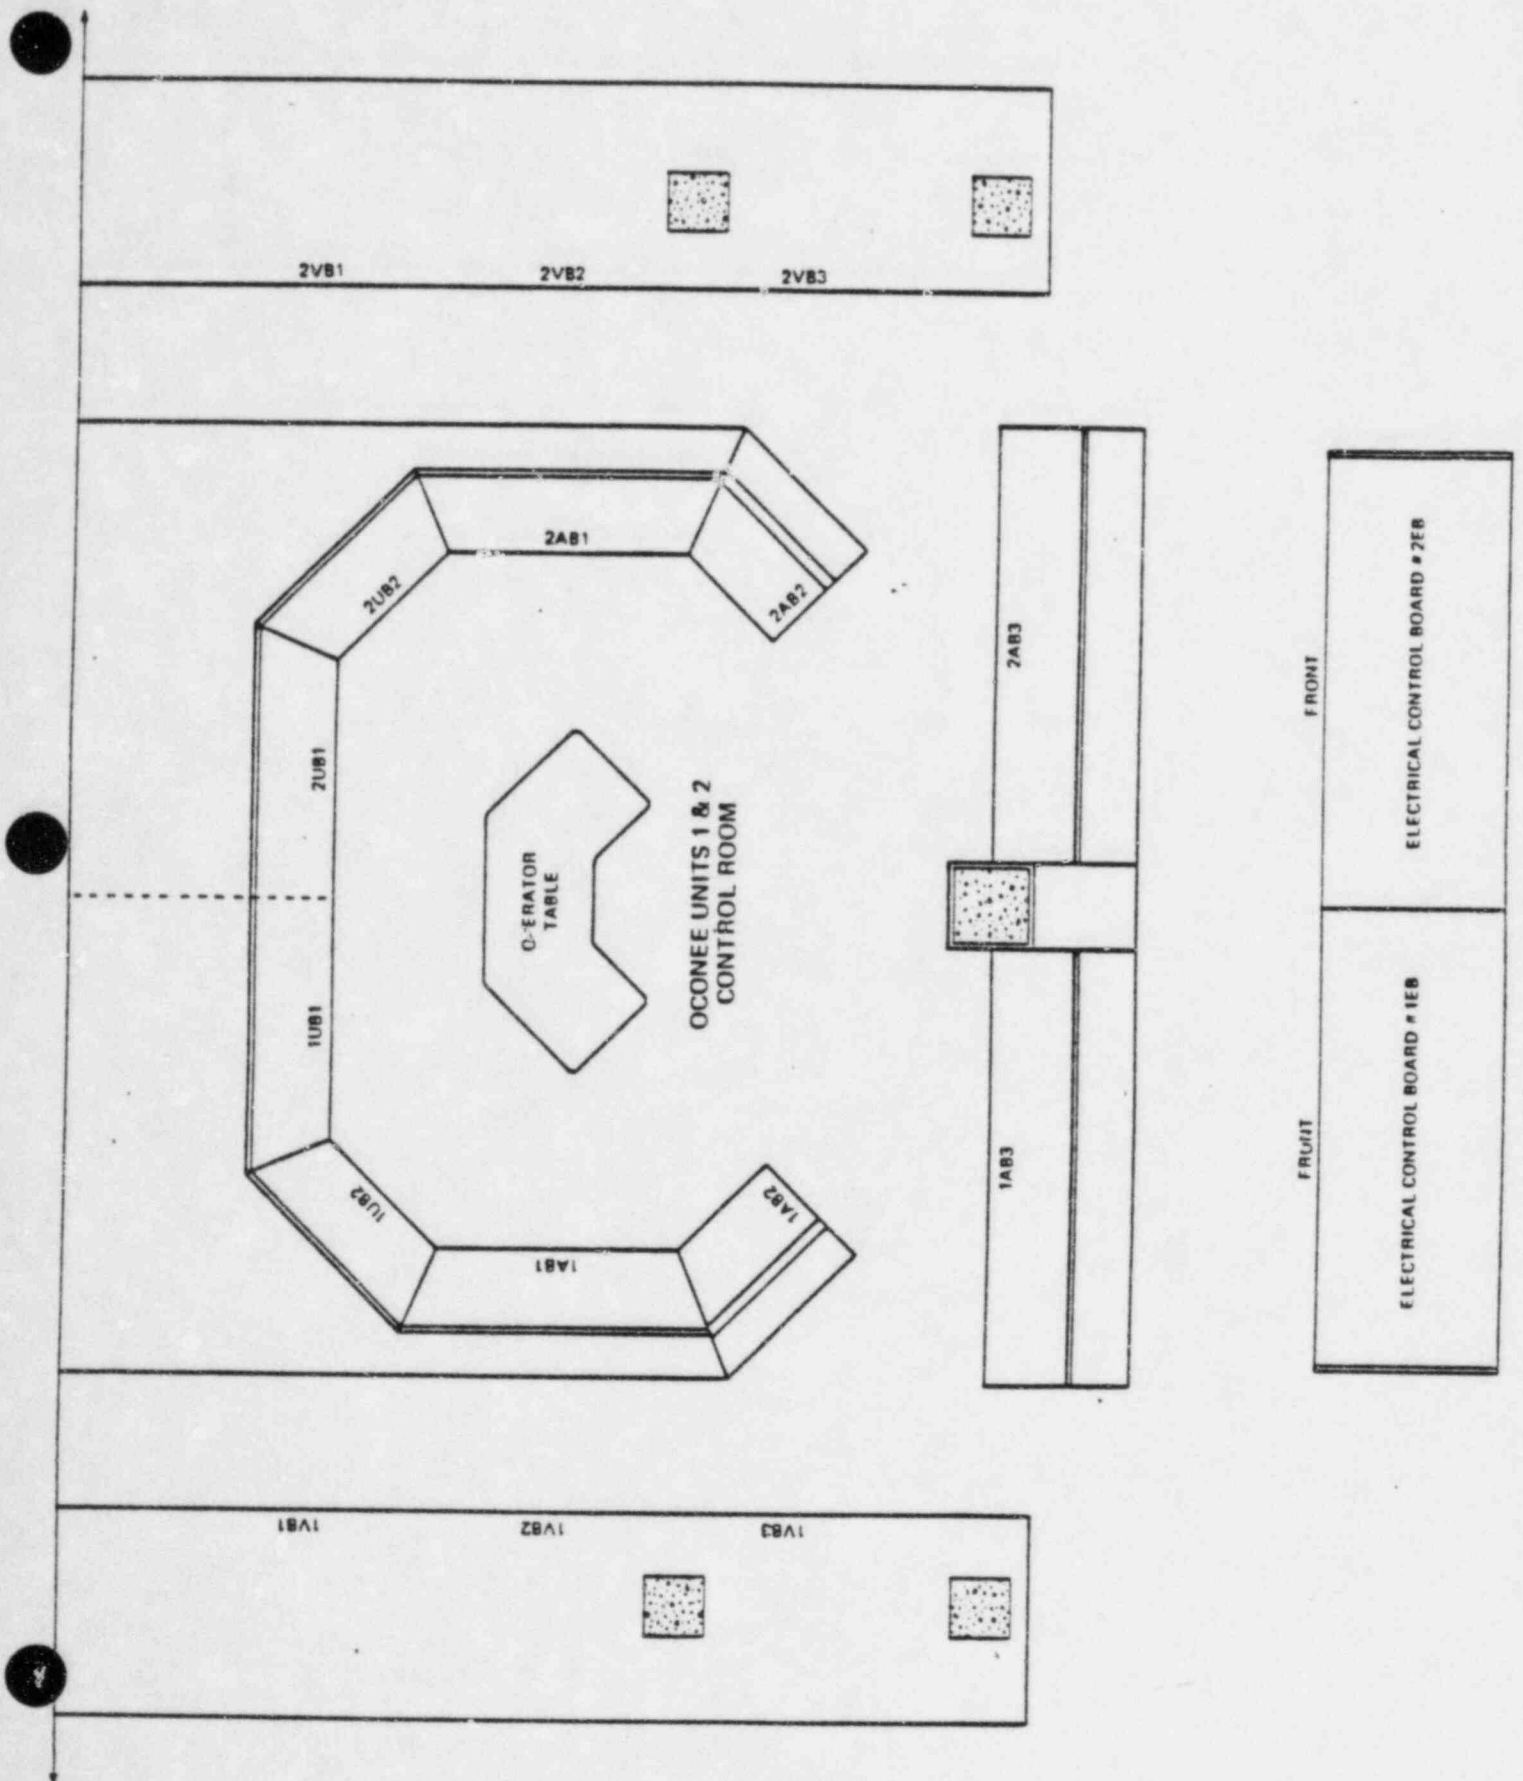 2VB1
2VB2
2VB3
2AB1
2UB2
2AB2
2UB1
1UB1
OPERATOR
TABLE
OCONEE UNITS 1 & 2
CONTROL ROOM
1UB2
1AB1
1AB2
2AB3
1AB3
FRONT
ELECTRICAL CONTROL BOARD # 2EB
FRONT
ELECTRICAL CONTROL BOARD # 1EB
1VB1
1VB2
1VB3